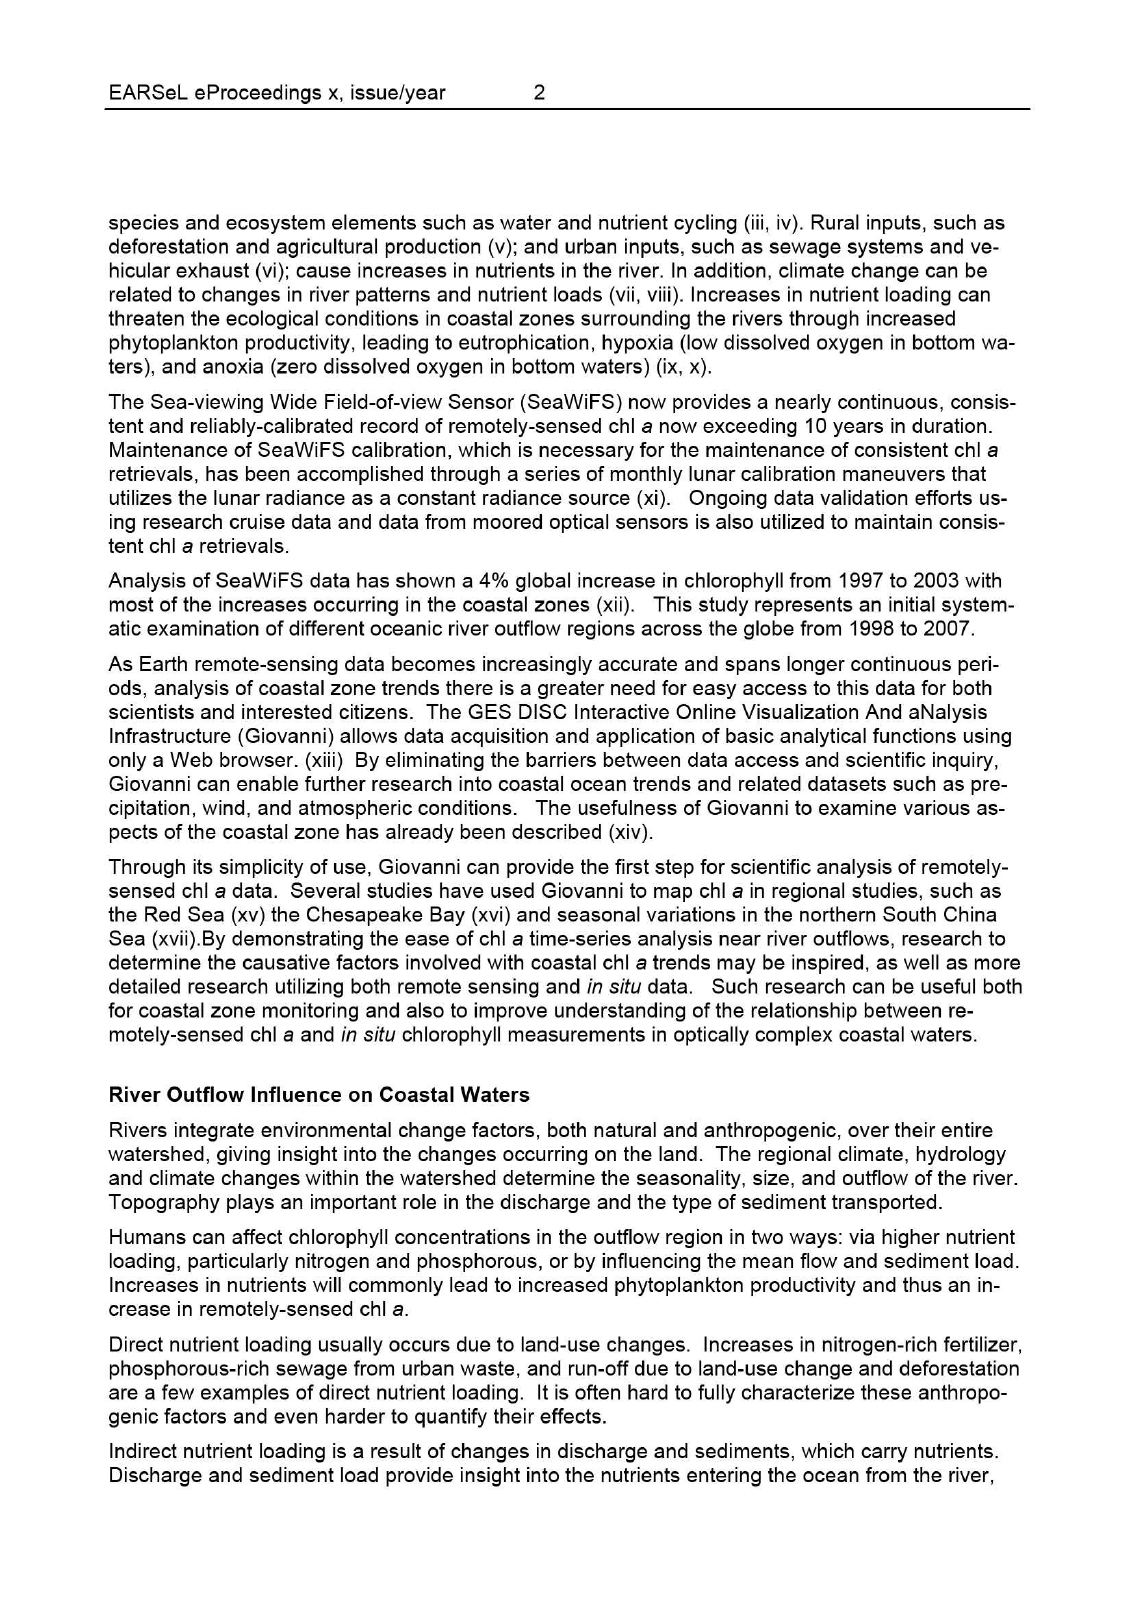 EARSeL eProceedings x, issue/year 2
species and ecosystem elements such as water and nutrient cycling (iii, iv). Rural inputs, such as
deforestation and agricultural production (v); and urban inputs, such as sewage systems and ve-
hicular exhaust (vi); cause increases in nutrients in the river. In addition, climate change can be
related to changes in river patterns and nutrient loads (vii, viii). Increases in nutrient loading can
threaten the ecological conditions in coastal zones surrounding the rivers through increased
phytoplankton productivity, leading to eutrophication, hypoxia (low dissolved oxygen in bottom wa-
ters), and anoxia (zero dissolved oxygen in bottom waters) (ix, x).
The Sea-viewing Wide Field-of-view Sensor (SeaWiFS) now provides a nearly continuous, consis-
tent and reliably-calibrated record of remotely-sensed chl a now exceeding 10 years in duration.
Maintenance of SeaWiFS calibration, which is necessary for the maintenance of consistent chl a
retrievals, has been accomplished through a series of monthly lunar calibration maneuvers that
utilizes the lunar radiance as a constant radiance source (xi). Ongoing data validation efforts us-
ing research cruise data and data from moored optical sensors is also utilized to maintain consis-
tent chl a retrievals.
Analysis of SeaWiFS data has shown a 4% global increase in chlorophyll from 1997 to 2003 with
most of the increases occurring in the coastal zones (xii). This study represents an initial system-
atic examination of different oceanic river outflow regions across the globe from 1998 to 2007.
As Earth remote-sensing data becomes increasingly accurate and spans longer continuous peri-
ods, analysis of coastal zone trends there is a greater need for easy access to this data for both
scientists and interested citizens. The GES DISC Interactive Online Visualization And aNalysis
Infrastructure (Giovanni) allows data acquisition and application of basic analytical functions using
only a Web browser. (xiii) By eliminating the barriers between data access and scientific inquiry,
Giovanni can enable further research into coastal ocean trends and related datasets such as pre-
cipitation, wind, and atmospheric conditions. The usefulness of Giovanni to examine various as-
pects of the coastal zone has already been described (xiv).
Through its simplicity of use, Giovanni can provide the first step for scientific analysis of remotely-
sensed chl a data. Several studies have used Giovanni to map chl a in regional studies, such as
the Red Sea (xv) the Chesapeake Bay (xvi) and seasonal variations in the northern South China
Sea (xvii).By demonstrating the ease of chl a time-series analysis near river outflows, research to
determine the causative factors involved with coastal chl a trends may be inspired, as well as more
detailed research utilizing both remote sensing and in situ data. Such research can be useful both
for coastal zone monitoring and also to improve understanding of the relationship between re-
motely-sensed chl a and in situ chlorophyll measurements in optically complex coastal waters.
River Outflow Influence on Coastal Waters
Rivers integrate environmental change factors, both natural and anthropogenic, over their entire
watershed, giving insight into the changes occurring on the land. The regional climate, hydrology
and climate changes within the watershed determine the seasonality, size, and outflow of the river.
Topography plays an important role in the discharge and the type of sediment transported.
Humans can affect chlorophyll concentrations in the outflow region in two ways: via higher nutrient
loading, particularly nitrogen and phosphorous, or by influencing the mean flow and sediment load.
Increases in nutrients will commonly lead to increased phytoplankton productivity and thus an in-
crease in remotely-sensed chl a.
Direct nutrient loading usually occurs due to land-use changes. Increases in nitrogen-rich fertilizer,
phosphorous-rich sewage from urban waste, and run-off due to land-use change and deforestation
are a few examples of direct nutrient loading. It is often hard to fully characterize these anthropo-
genic factors and even harder to quantify their effects.
Indirect nutrient loading is a result of changes in discharge and sediments, which carry nutrients.
Discharge and sediment load provide insight into the nutrients entering the ocean from the river,